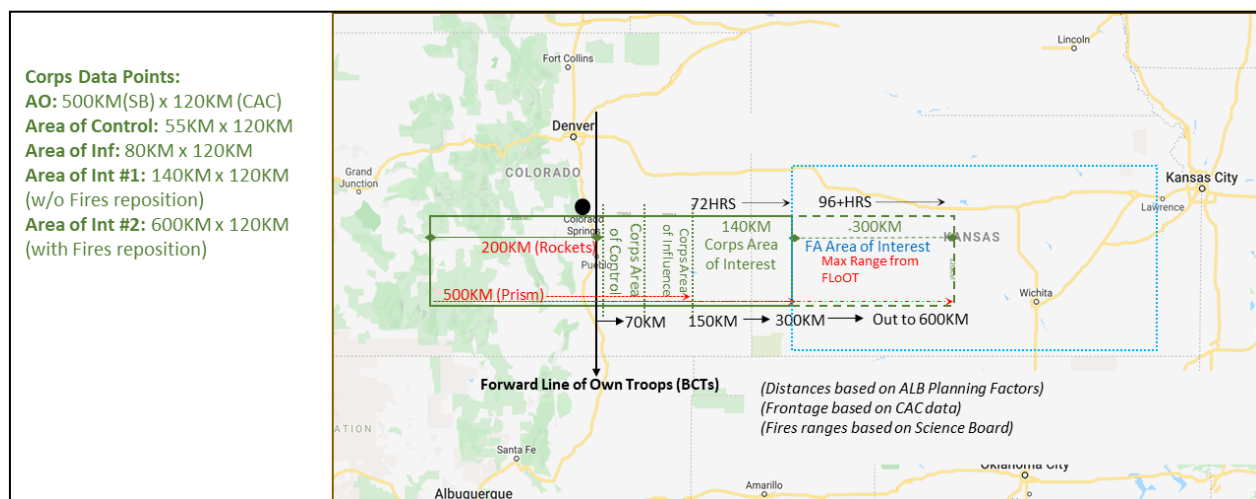 Corps Data Points:
AO: 500KM(SB) x 120KM (CAC)
Area of Control: 55KM x 120KM
Area of Inf: 80KM x 120KM
Area of Int #1: 140KM x 120KM
(w/o Fires reposition)
Area of Int #2: 600KM x 120KM
(with Fires reposition)
Lincoln
Fort Collins
Denver
Grand
Junction
COLORADO
Kansas City
Lawrence
72HRS
96+HRS
Colorado
Springs
200KM (Rockets)
Pueblo
Corps Area
of Control
Corps Area
of Influence
140KM
Corps Area
of Interest
-300KM
FA Area of Interest
KANSAS
Max Range from
FLoOT
Wichita
500KM (Prism)
70KM
150KM
300KM
Out to 600KM
Forward Line of Own Troops (BCTs)
(Distances based on ALB Planning Factors)
(Frontage based on CAC data)
(Fires ranges based on Science Board)
ATION
Santa Fe
Albuquerque
Amarillo
Oklahoma City